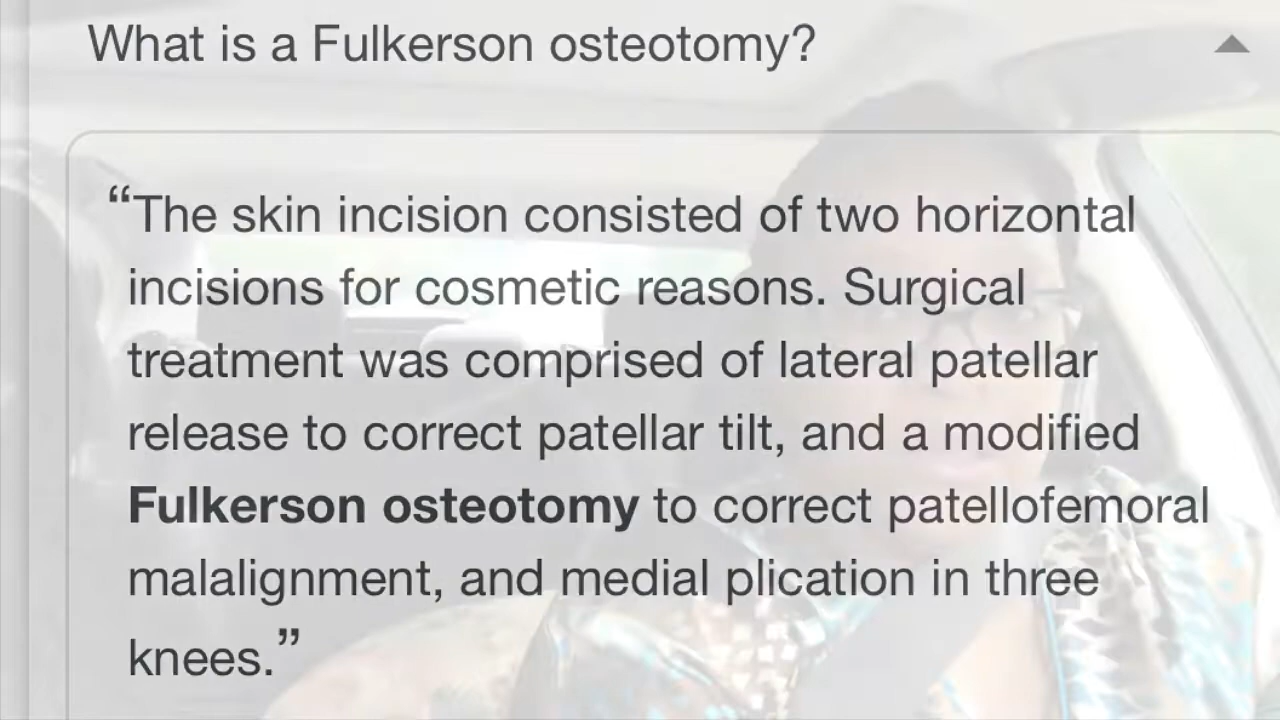 What is a Fulkerson osteotomy?
“The skin incision consisted of two horizontal
incisions for cosmetic reasons. Surgical
treatment was comprised of lateral patellar
release to correct patellar tilt, and a modified
Fulkerson osteotomy to correct patellofemoral
malalignment, and medial plication in three
knees.”